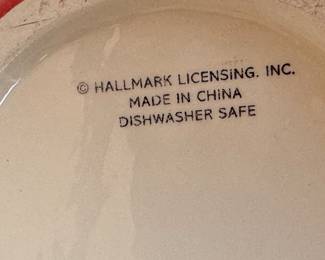 © HALLMARK LICENSING. INC.
MADE IN CHINA
DISHWASHER SAFE